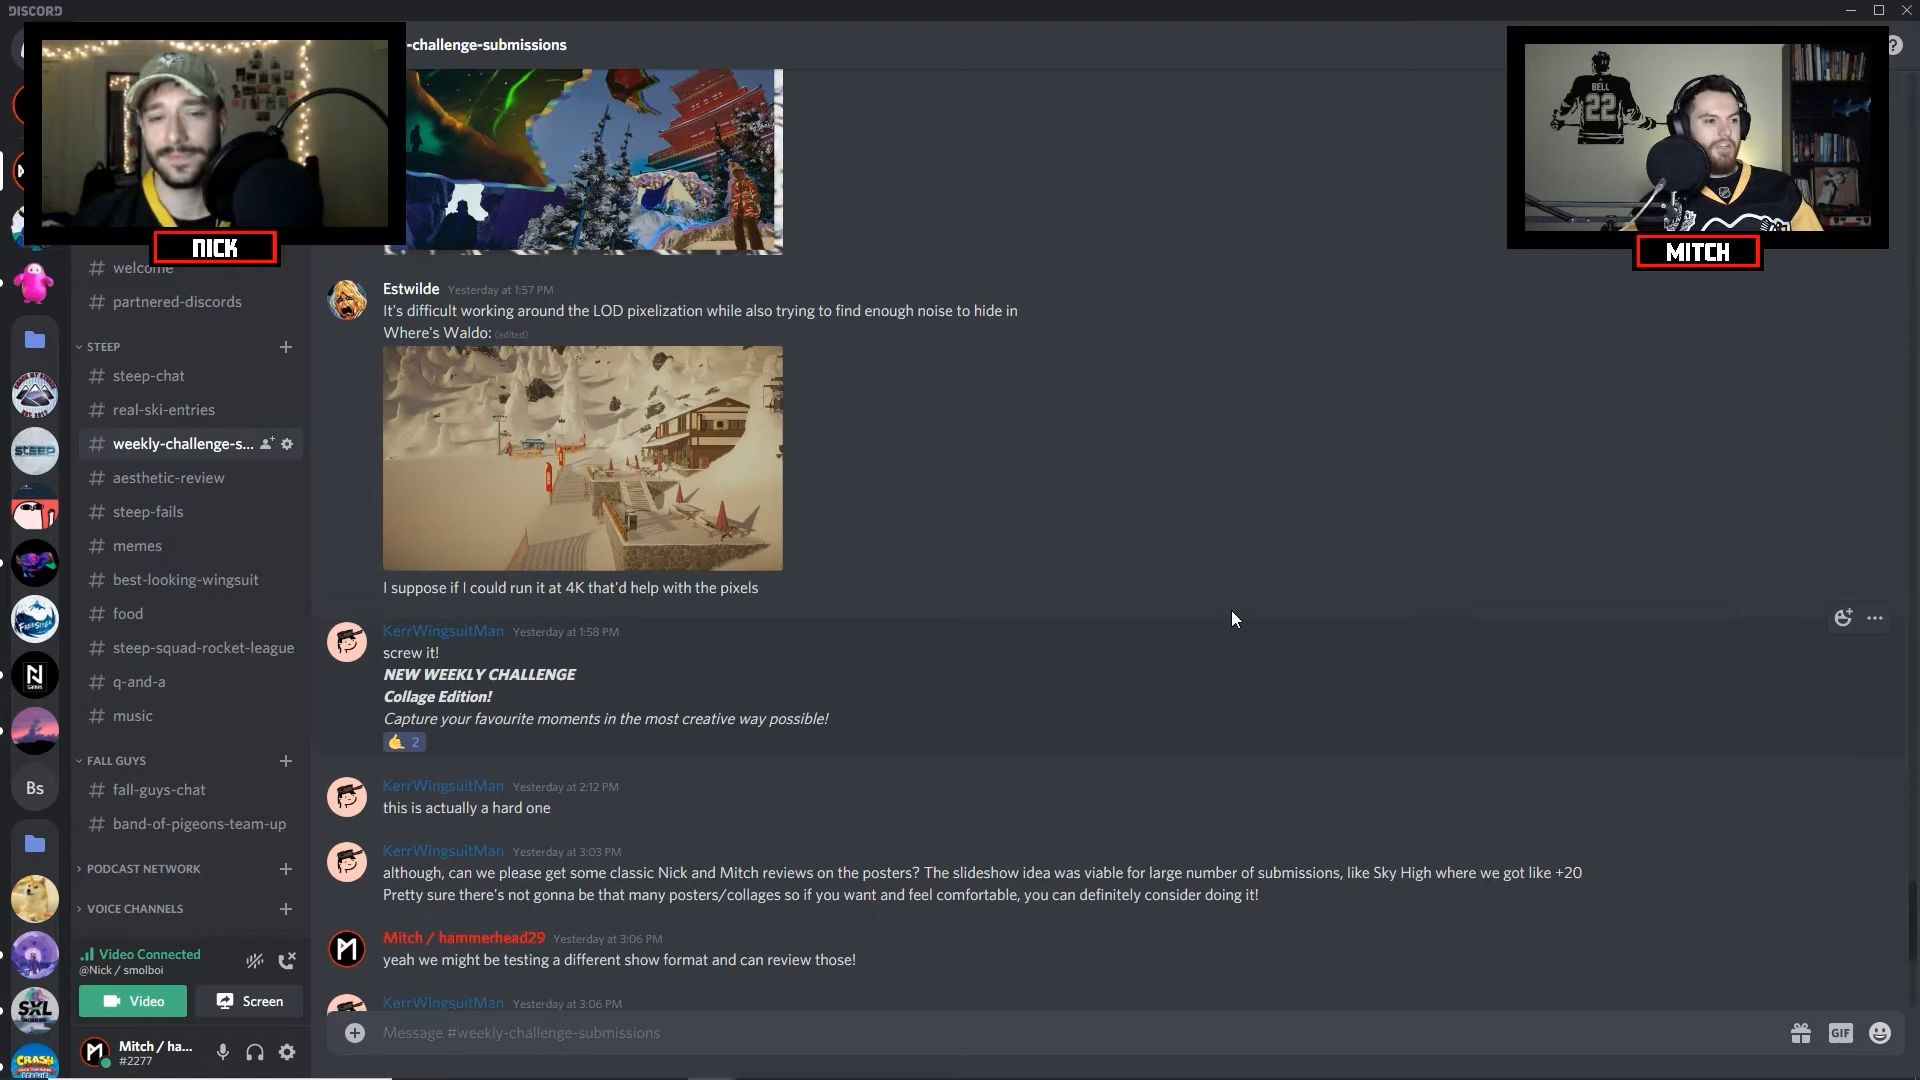 DISCORD
-challenge-submissions
NICK
BELL
22
MITCH
welcome
partnered-discords
STEEP
steep-chat
real-ski-entries
weekly-challenge-s...
aesthetic-review
steep-fails
memes
best-looking-wingsuit
food
steep-squad-rocket-league
q-and-a
music
FALL GUYS
fall-guys-chat
band-of-pigeons-team-up
PODCAST NETWORK
VOICE CHANNELS
Video Connected
@Nick / smolboi
Video
Screen
Mitch / ha...
#2277
STEEP
N
Games
Bs
SXL
CRASH
LEAGUE
Estwilde Yesterday at 1:57 PM
It's difficult working around the LOD pixelization while also trying to find enough noise to hide in
Where's Waldo: (edited)
I suppose if I could run it at 4K that'd help with the pixels
KerrWingsuitMan Yesterday at 1:58 PM
screw it!
NEW WEEKLY CHALLENGE
Collage Edition!
Capture your favourite moments in the most creative way possible!
2
KerrWingsuitMan Yesterday at 2:12 PM
this is actually a hard one
KerrWingsuitMan Yesterday at 3:03 PM
although, can we please get some classic Nick and Mitch reviews on the posters? The slideshow idea was viable for large number of submissions, like Sky High where we got like +20
Pretty sure there's not gonna be that many posters/collages so if you want and feel comfortable, you can definitely consider doing it!
Mitch / hammerhead29 Yesterday at 3:06 PM
yeah we might be testing a different show format and can review those!
KerrWingsuitMan Yesterday at 3:06 PM
Message #weekly-challenge-submissions
GIF